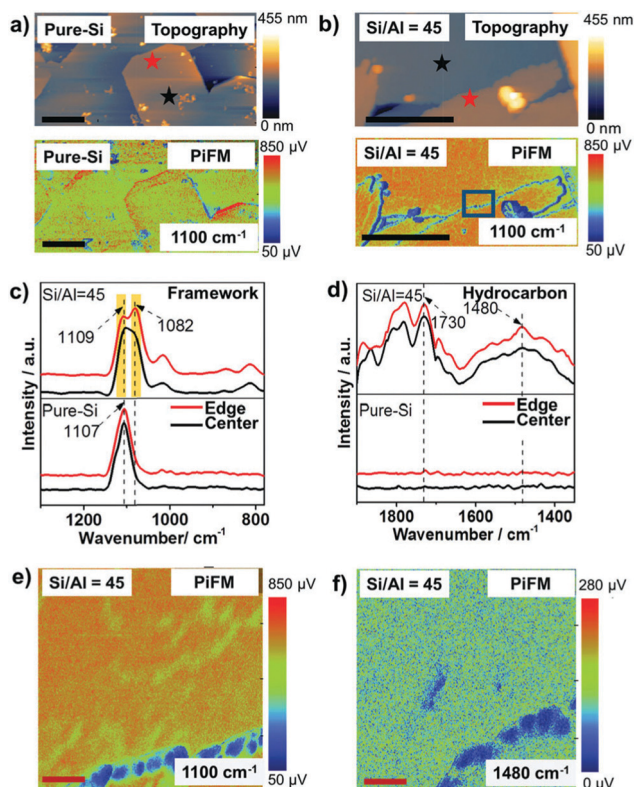 a) Pure-Si Topography 455 nm
0 nm
Pure-Si PiFM 850 µV
1100 cm⁻¹ 50 µV
b) Si/Al = 45 Topography 455 nm
0 nm
Si/Al = 45 PiFM 850 µV
1100 cm⁻¹ 50 µV
c) Si/Al=45 Framework
1109 1082
Pure-Si Edge
1107 Center
Intensity / a.u.
1200 1000 800
Wavenumber/ cm⁻¹
d) Si/Al=45 Hydrocarbon
1730 1480
Pure-Si Edge
Center
Intensity / a.u.
1800 1600 1400
Wavenumber / cm⁻¹
e) Si/Al = 45 PiFM 850 µV
1100 cm⁻¹ 50 µV
f) Si/Al = 45 PiFM 280 µV
1480 cm⁻¹ 0 µV